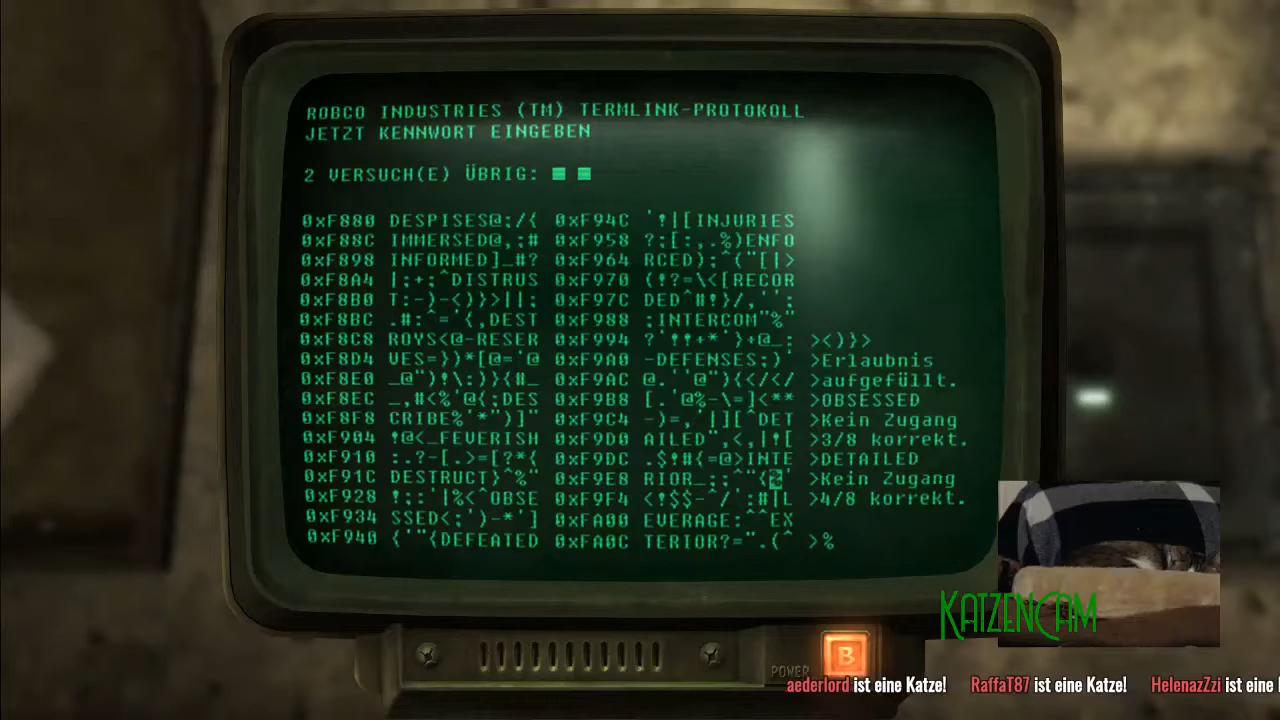 ROBCO INDUSTRIES (TM) TERMLINK-PROTOKOLL
JETZT KENNWORT EINGEBEN
2 VERSUCH(E) ÜBRIG: ■ ■
0xF880 DESPISES@;/{ 0xF94C '!|[INJURIES
0xF88C IMMERSED@,:# 0xF958 ?;[:,.%)ENFO
0xF898 INFORMED]_#? 0xF964 RCED);^("[|>
0xF8A4 |;+;^DISTRUS 0xF970 (!?=\<[RECOR
0xF8B0 T:-)-<)}>||; 0xF97C DED^#!}/,'';
0xF8BC .#:^='{,DEST 0xF988 ;INTERCOM"%"
0xF8C8 ROYS<@-RESER 0xF994 ?'!!+*'}+@_: ><)}>
0xF8D4 VES=})*[@='@ 0xF9A0 -DEFENSES;)' >Erlaubnis
0xF8E0 _@")!\:)}{#_ 0xF9AC @.''@"){</</ >aufgefüllt.
0xF8EC _,#<%'@{;DES 0xF9B8 [.'@%-\=]<** >OBSESSED
0xF8F8 CRIBE%'*")]" 0xF9C4 -)=,'|][^DET >Kein Zugang
0xF904 !@<_FEVERISH 0xF9D0 AILED",<,|![ >3/8 korrekt.
0xF910 :.?-[.>=[?*{ 0xF9DC .$!#{=@>INTE >DETAILED
0xF91C DESTRUCT}^%" 0xF9E8 RIOR_;;^"{%' >Kein Zugang
0xF928 !;:'|%<^OBSE 0xF9F4 <!$$-^/':#|L >4/8 korrekt.
0xF934 SSED<;')-*'] 0xFA00 EVERAGE:^^EX
0xF940 {'"{DEFEATED 0xFA0C TERIOR?=".(^ >%
KATZENCAM
POWER
B
aederlord ist eine Katze! RaffaT87 ist eine Katze! HelenazZzi ist eine